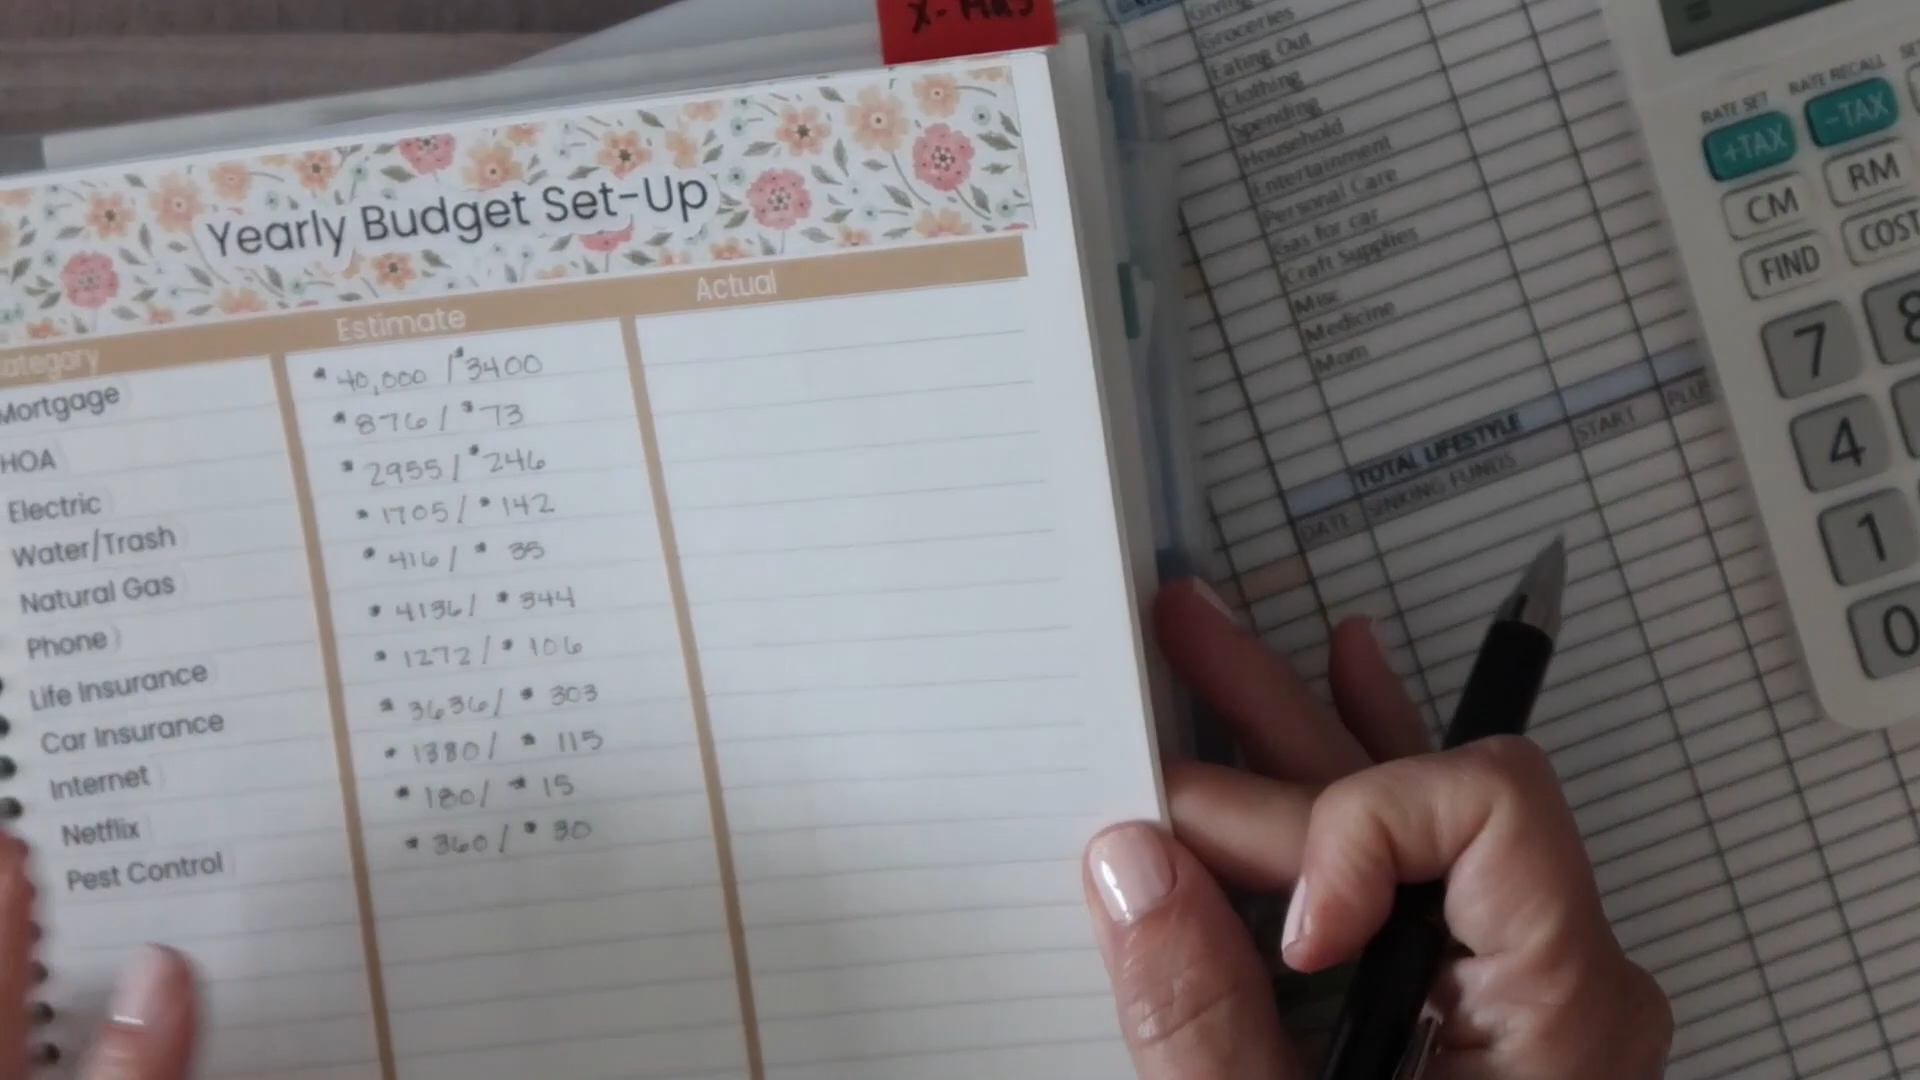 X-Mas
Yearly Budget Set-Up
Category Estimate Actual
Mortgage $40,000 / $3400
HOA $876 / $73
Electric $2955 / $246
Water/Trash $1705 / $142
Natural Gas $416 / $35
Phone $4136 / $344
Life Insurance $1272 / $106
Car Insurance $3636 / $303
Internet $1380 / $115
Netflix $180 / $15
Pest Control $360 / $30
Giving
Groceries
Eating Out
Clothing
Spending
Household
Entertainment
Personal Care
Gas for car
Craft Supplies
Misc
Medicine
Mom
TOTAL LIFESTYLE
DATE SINKING FUNDS START
RATE SET RATE RECALL
+TAX -TAX
CM RM
FIND COST
7 8
4
1
0